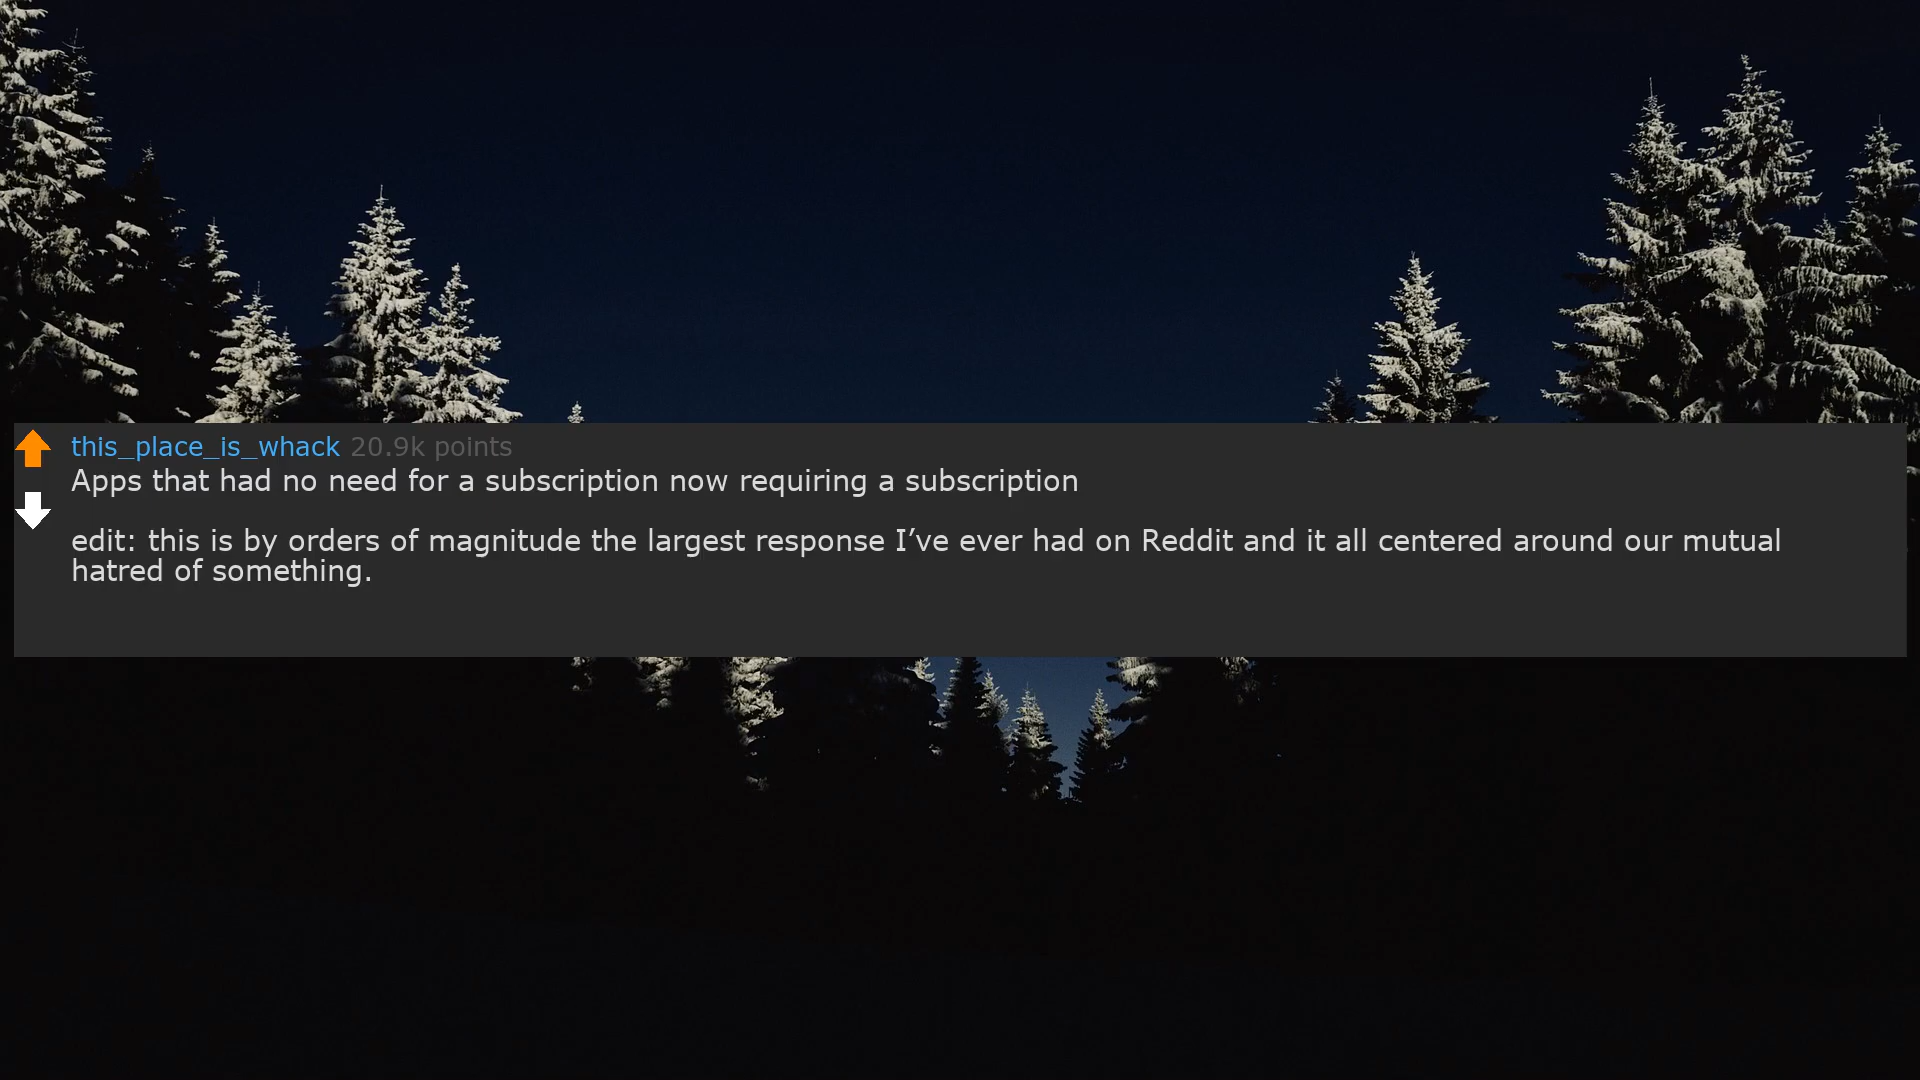 this_place_is_whack 20.9k points
Apps that had no need for a subscription now requiring a subscription
edit: this is by orders of magnitude the largest response I’ve ever had on Reddit and it all centered around our mutual
hatred of something.